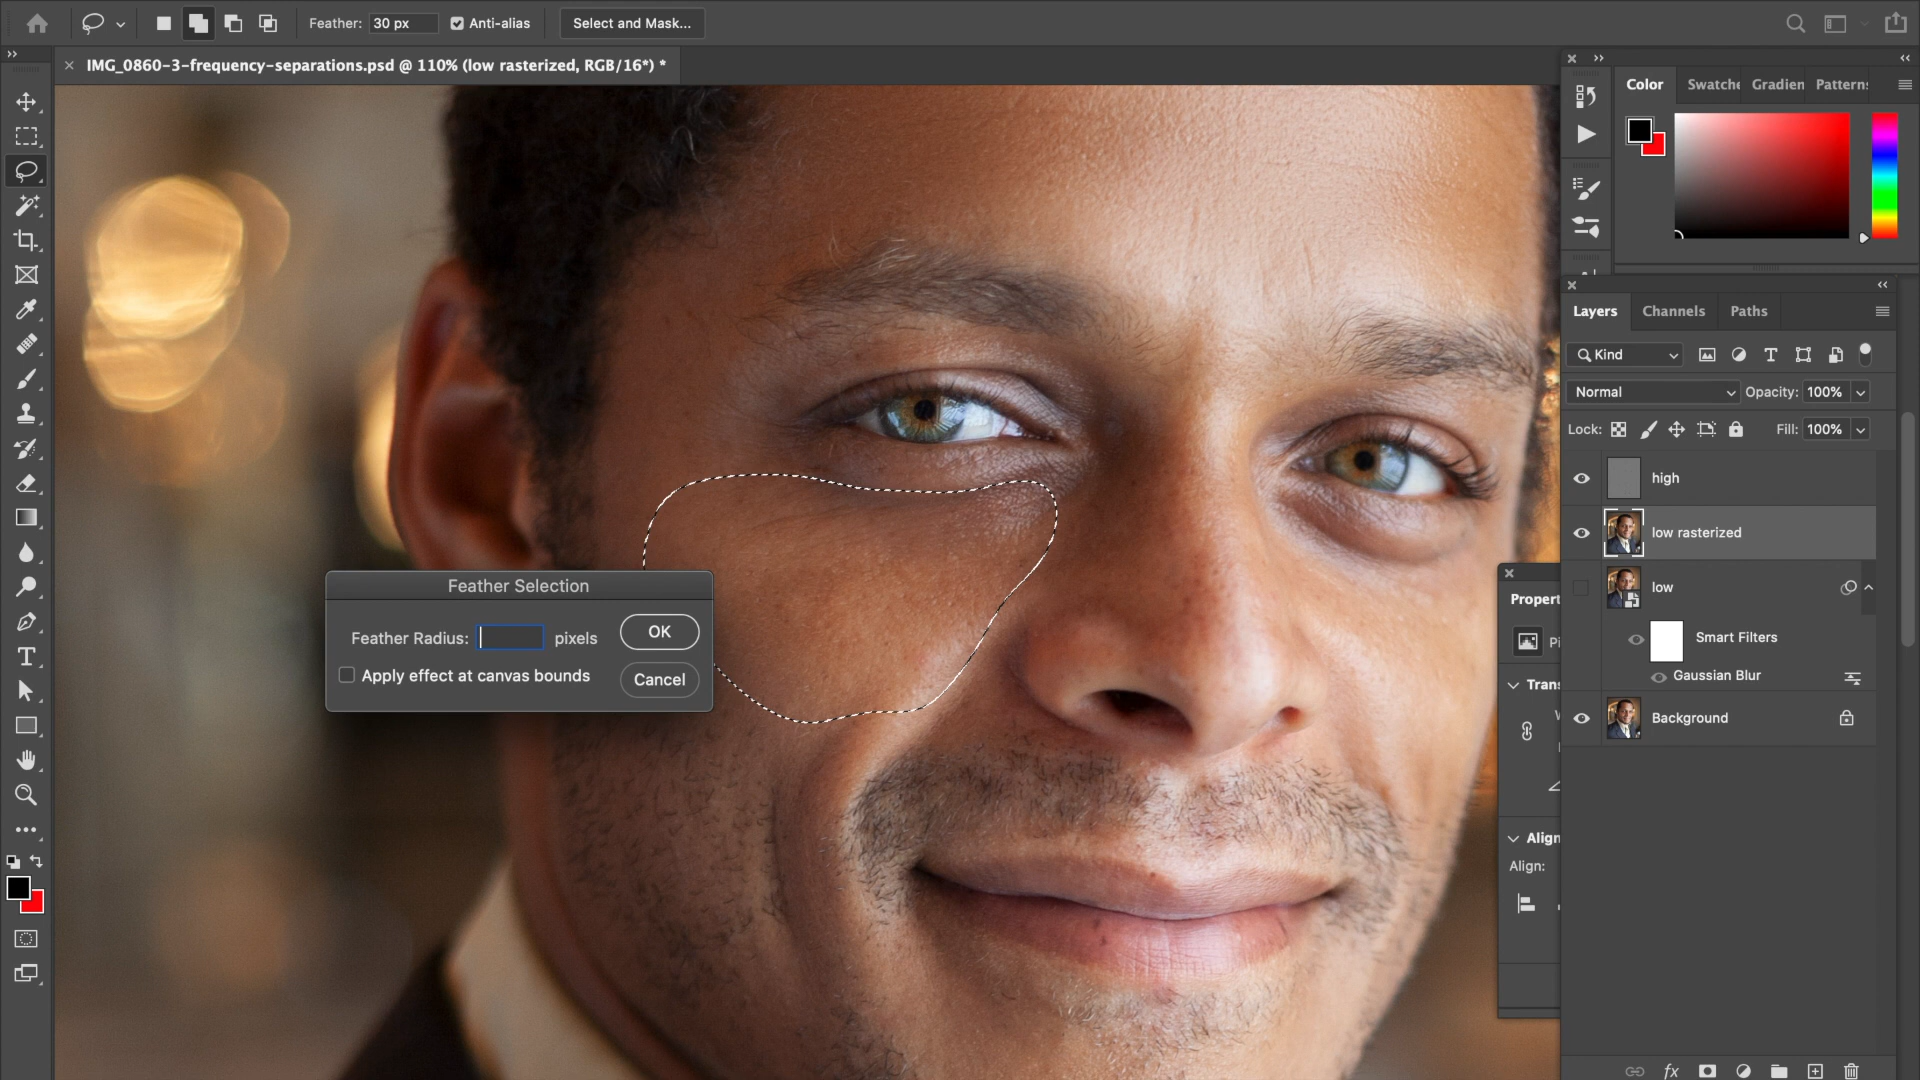 Feather: 30 px Anti-alias Select and Mask...
IMG_0860-3-frequency-separations.psd @ 110% (low rasterized, RGB/16*) *
Color Swatche Gradien Pattern
Layers Channels Paths
Kind
Normal Opacity: 100%
Lock: Fill: 100%
high
low rasterized
low
Smart Filters
Gaussian Blur
Background
Feather Selection
Feather Radius: pixels
Apply effect at canvas bounds
OK
Cancel
Propert
Pi
Trans
Align
Align:
fx